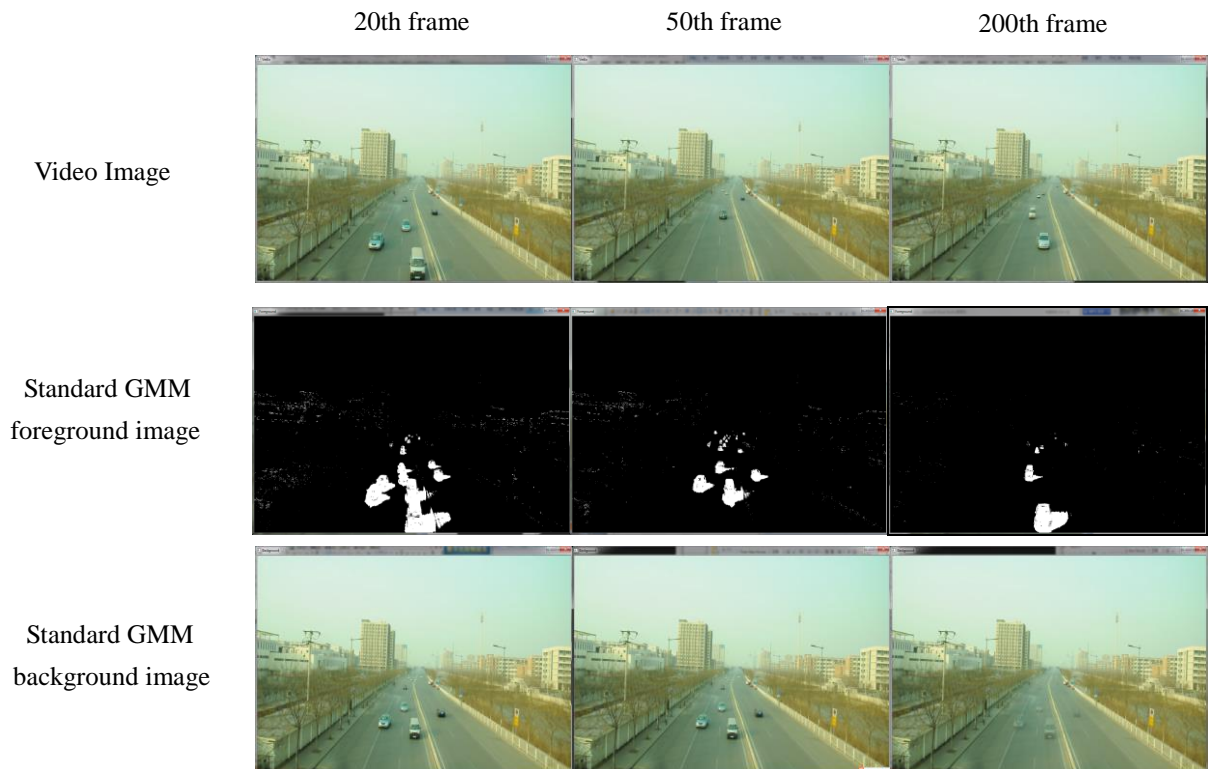 20th frame
50th frame
200th frame
Video Image
Standard GMM
foreground image
Standard GMM
background image